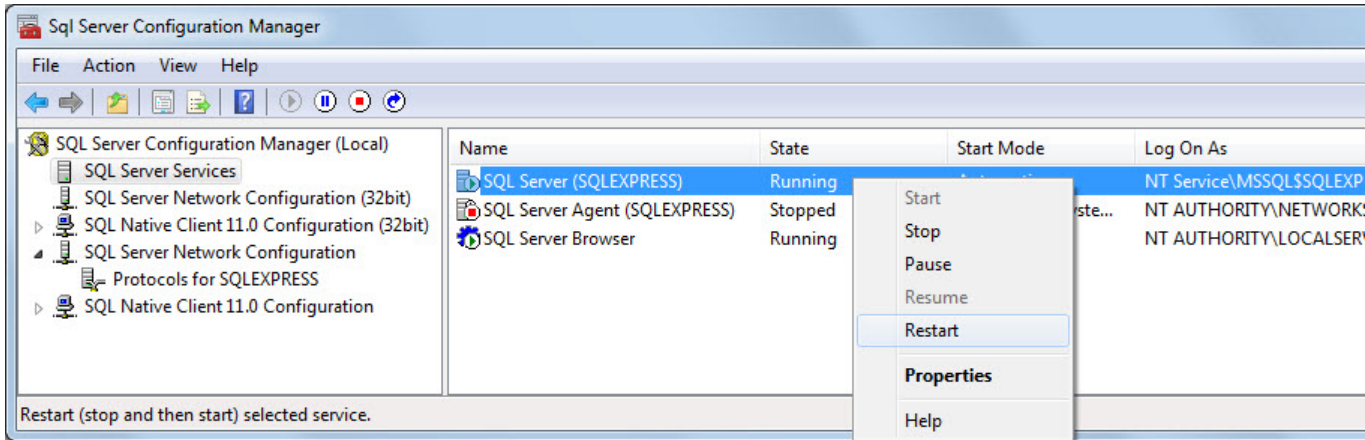 Sql Server Configuration Manager
File Action View Help
SQL Server Configuration Manager (Local)
SQL Server Services
SQL Server Network Configuration (32bit)
SQL Native Client 11.0 Configuration (32bit)
SQL Server Network Configuration
Protocols for SQLEXPRESS
SQL Native Client 11.0 Configuration
Name State Start Mode Log On As
SQL Server (SQLEXPRESS) Running NT Service\MSSQL$SQLEXP
SQL Server Agent (SQLEXPRESS) Stopped yste... NT AUTHORITY\NETWORKS
SQL Server Browser Running NT AUTHORITY\LOCALSER
Start
Stop
Pause
Resume
Restart
Properties
Help
Restart (stop and then start) selected service.